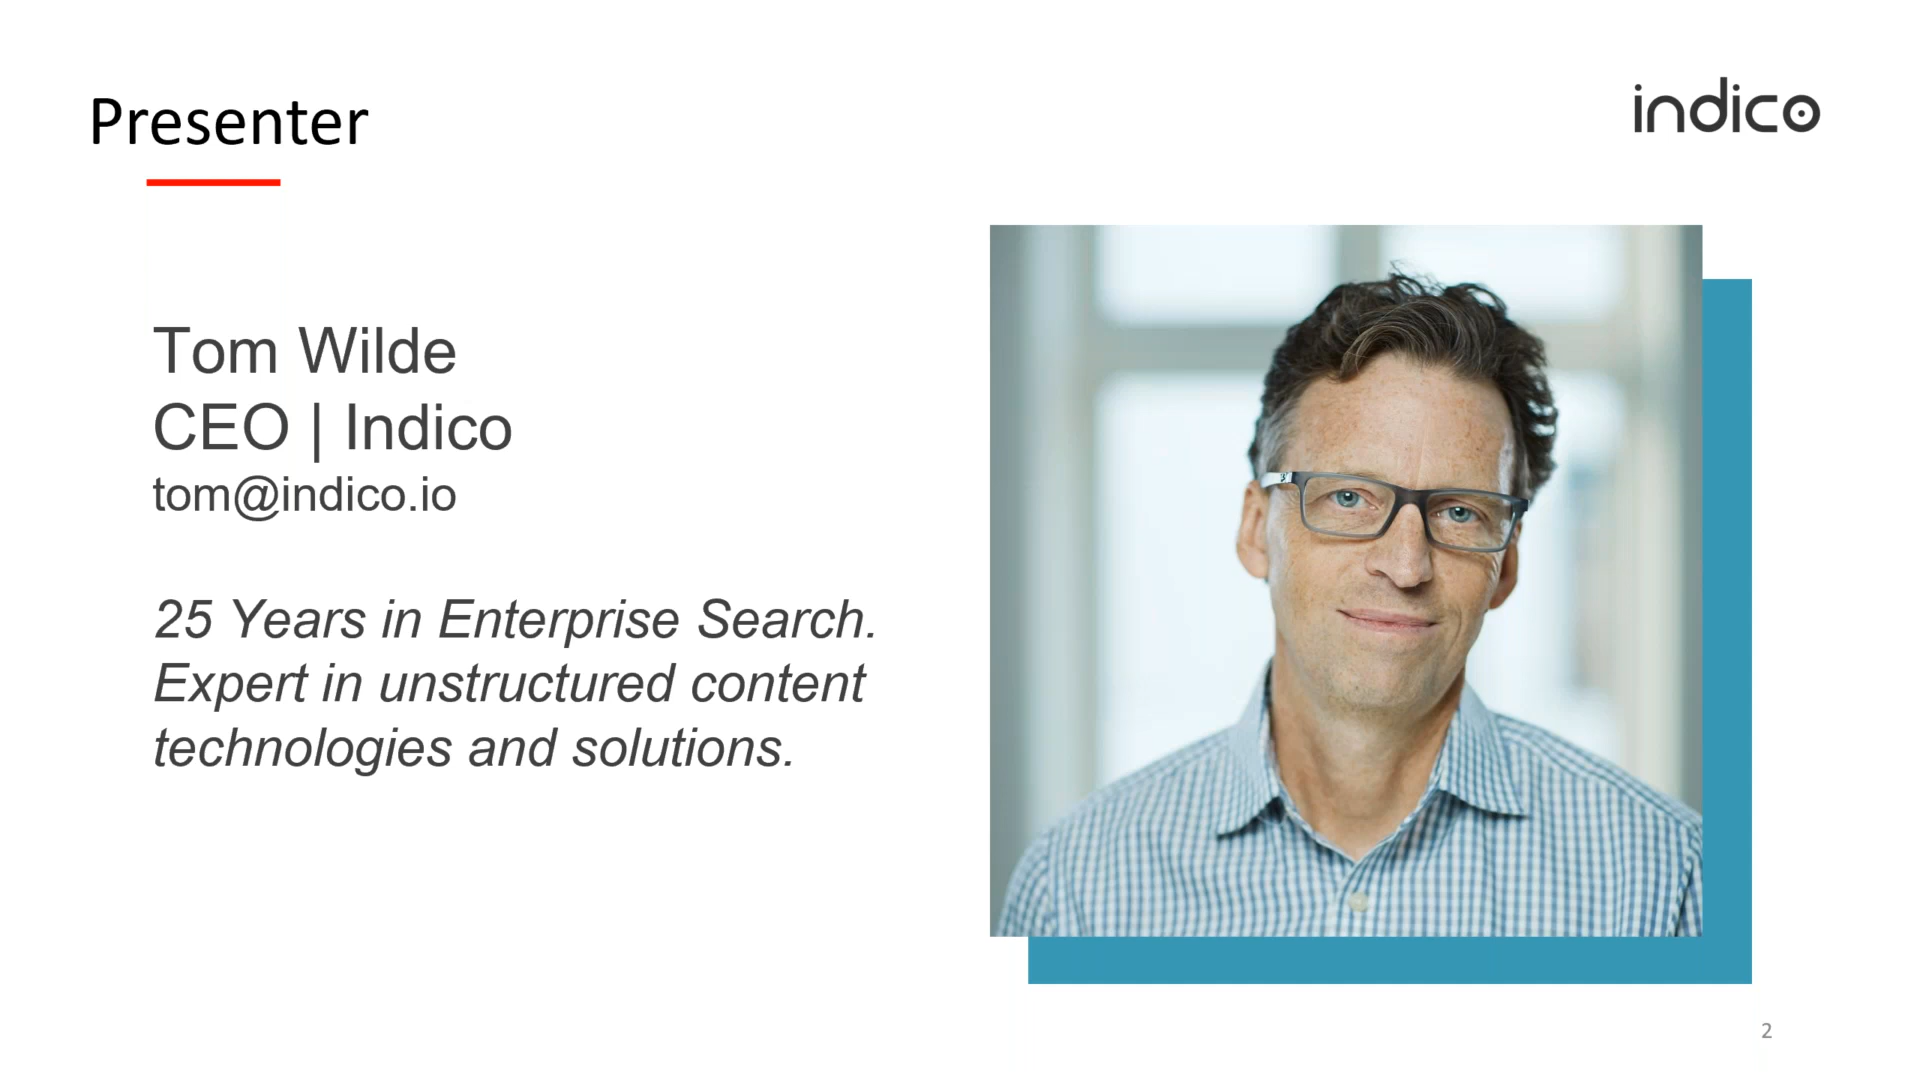 Presenter
indico
Tom Wilde
CEO | Indico
tom@indico.io
25 Years in Enterprise Search.
Expert in unstructured content
technologies and solutions.
2